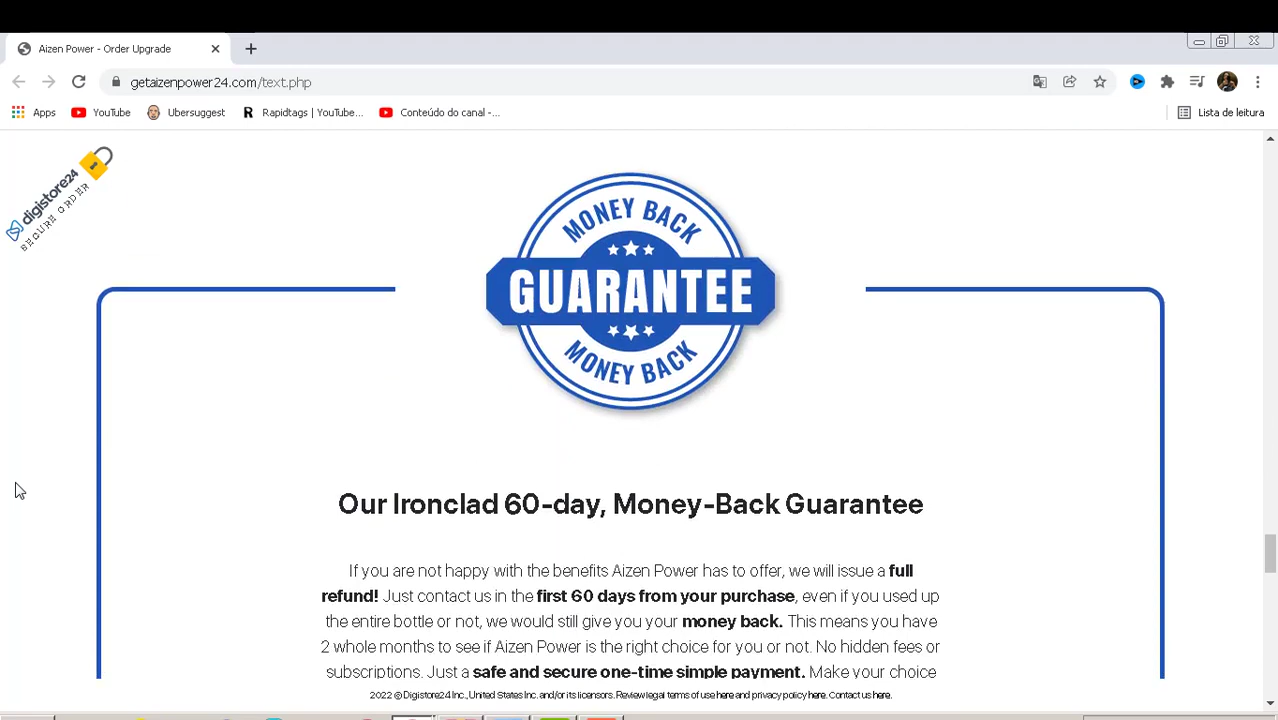 Aizen Power - Order Upgrade
getaizenpower24.com/text.php
Apps YouTube Ubersuggest Rapidtags | YouTube... Conteúdo do canal -... Lista de leitura
digistore24
SECURE ORDER
MONEY BACK
GUARANTEE
MONEY BACK
Our Ironclad 60-day, Money-Back Guarantee
If you are not happy with the benefits Aizen Power has to offer, we will issue a full
refund! Just contact us in the first 60 days from your purchase, even if you used up
the entire bottle or not, we would still give you your money back. This means you have
2 whole months to see if Aizen Power is the right choice for you or not. No hidden fees or
subscriptions. Just a safe and secure one-time simple payment. Make your choice
2022 © Digistore24 Inc., United States Inc. and/or its licensors. Review legal terms of use here and privacy policy here. Contact us here.